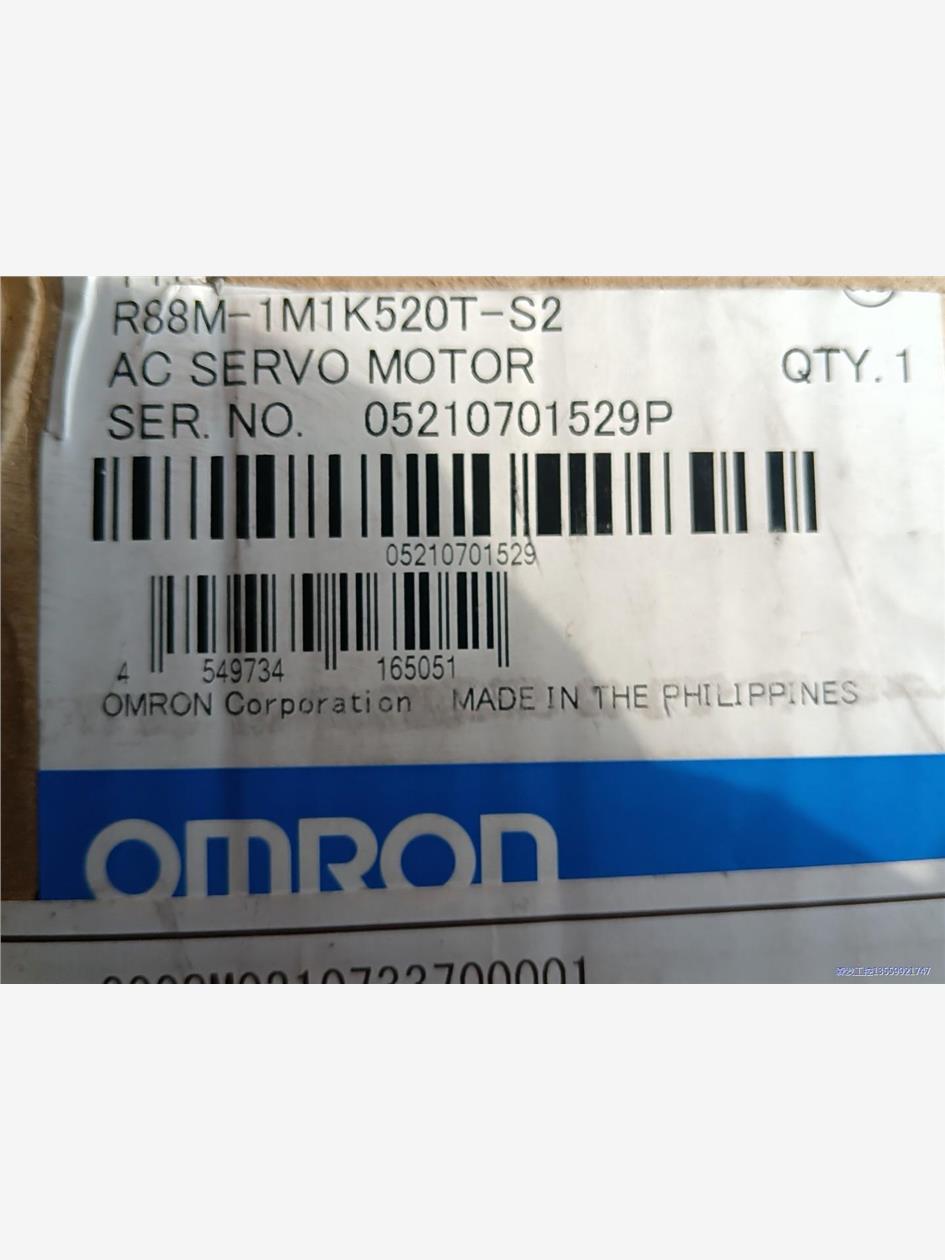 R88M-1M1K520T-S2
AC SERVO MOTOR QTY. 1
SER. NO. 05210701529P
05210701529
4 549734 165051
OMRON Corporation MADE IN THE PHILIPPINES
OMRON